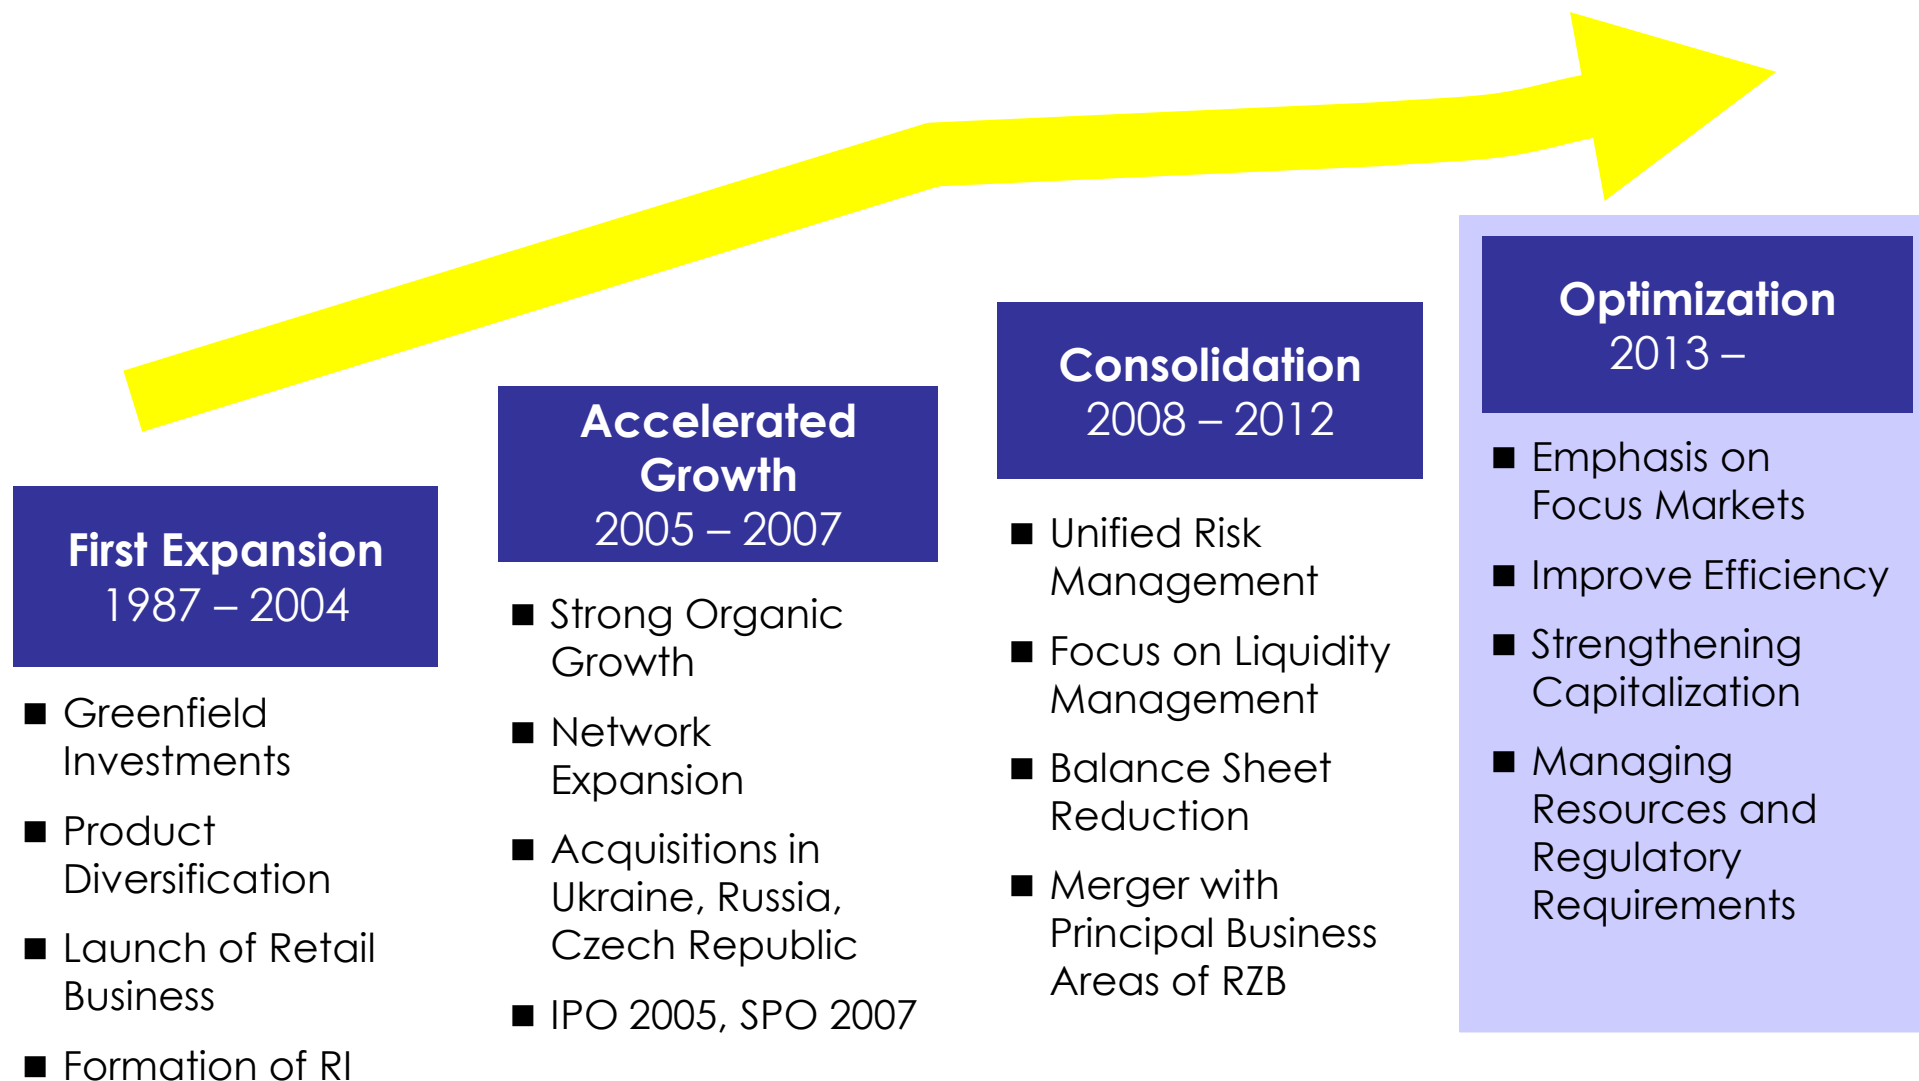 First Expansion
1987 – 2004
■ Greenfield
Investments
■ Product
Diversification
■ Launch of Retail
Business
■ Formation of RI
Accelerated
Growth
2005 – 2007
■ Strong Organic
Growth
■ Network
Expansion
■ Acquisitions in
Ukraine, Russia,
Czech Republic
■ IPO 2005, SPO 2007
Consolidation
2008 – 2012
■ Unified Risk
Management
■ Focus on Liquidity
Management
■ Balance Sheet
Reduction
■ Merger with
Principal Business
Areas of RZB
Optimization
2013 –
■ Emphasis on
Focus Markets
■ Improve Efficiency
■ Strengthening
Capitalization
■ Managing
Resources and
Regulatory
Requirements